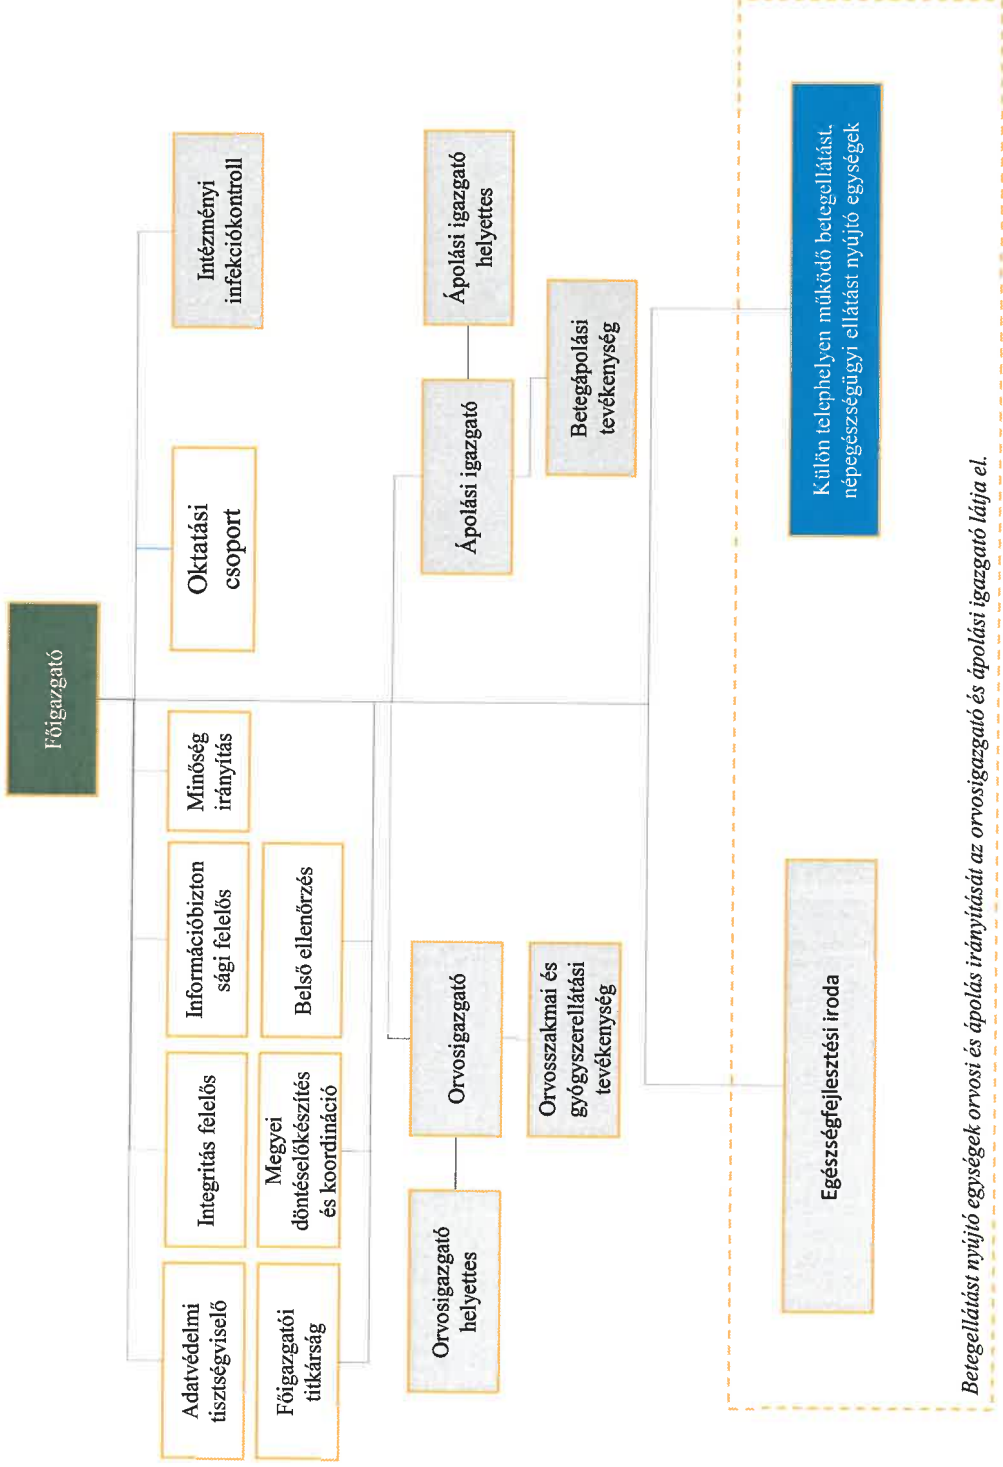 Főigazgató
Adatvédelmi
tisztségviselő
Integritás felelős
Információbizton
sági felelős
Minőség
irányítás
Oktatási
csoport
Intézményi
infekciókontroll
Főigazgatói
titkárság
Megyei
döntéselőkészítés
és koordináció
Belső ellenőrzés
Orvosigazgató
helyettes
Orvosigazgató
Ápolási igazgató
Ápolási igazgató
helyettes
Orvosszakmai és
gyógyszerellátási
tevékenység
Betegápolási
tevékenység
Egészségfejlesztési iroda
Külön telephelyen működő betegellátást,
népegészségügyi ellátást nyújtó egységek
Betegellátást nyújtó egységek orvosi és ápolás irányítását az orvosigazgató és ápolási igazgató látja el.